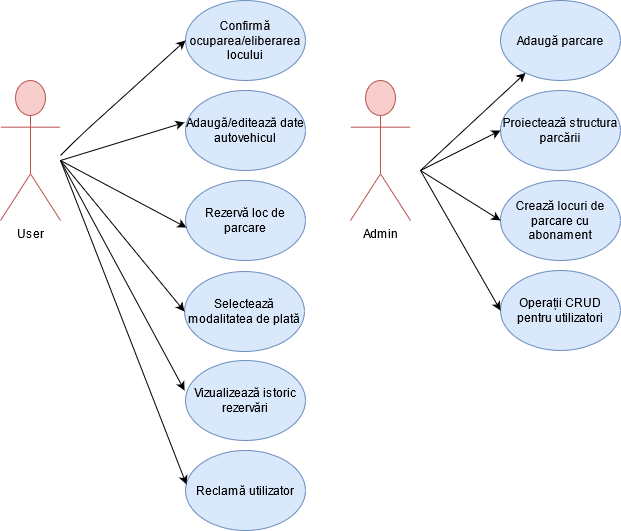 Confirmă
ocuparea/eliberarea
locului
Adaugă/editează date
autovehicul
Rezervă loc de
parcare
User
Selectează
modalitatea de plată
Vizualizează istoric
rezervări
Reclamă utilizator
Adaugă parcare
Proiectează structura
parcării
Crează locuri de
parcare cu
abonament
Admin
Operații CRUD
pentru utilizatori